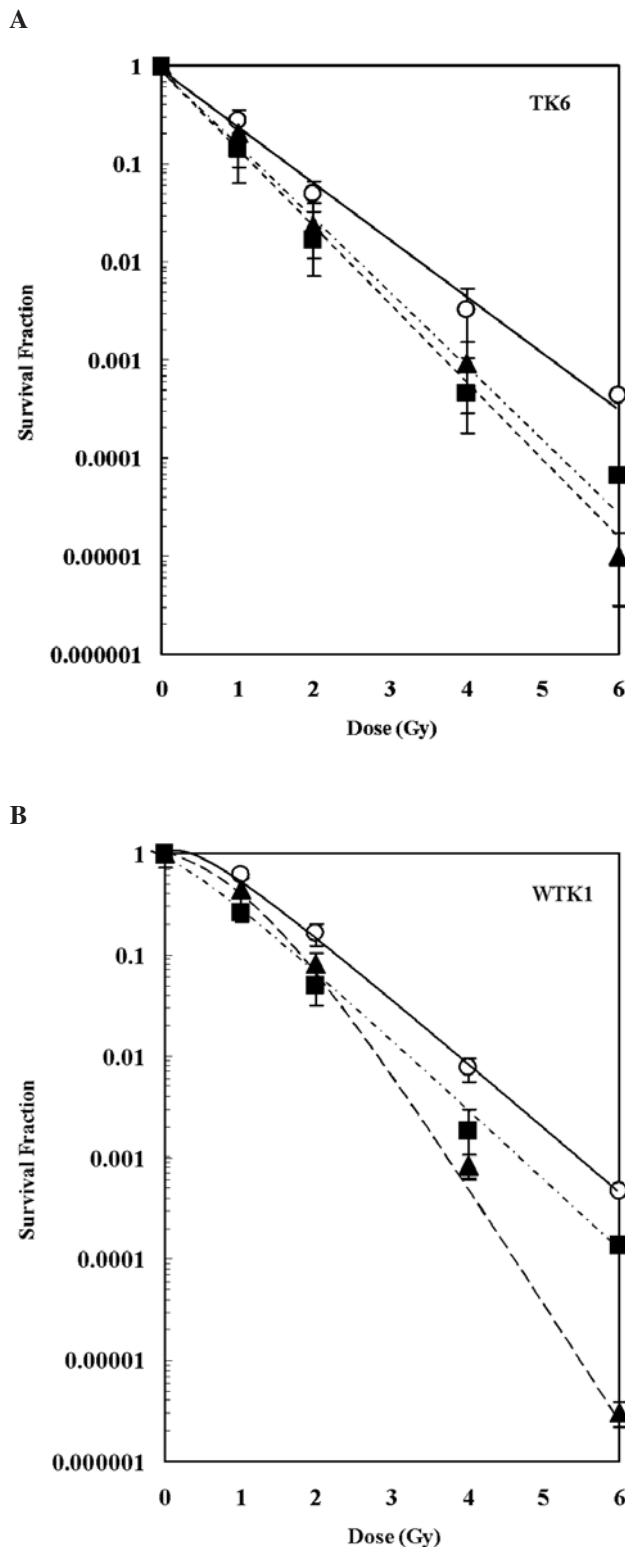 A
TK6
1
0.1
0.01
0.001
0.0001
0.00001
0.000001
Survival Fraction
0 1 2 3 4 5 6
Dose (Gy)
B
WTK1
1
0.1
0.01
0.001
0.0001
0.00001
0.000001
Survival Fraction
0 1 2 3 4 5 6
Dose (Gy)